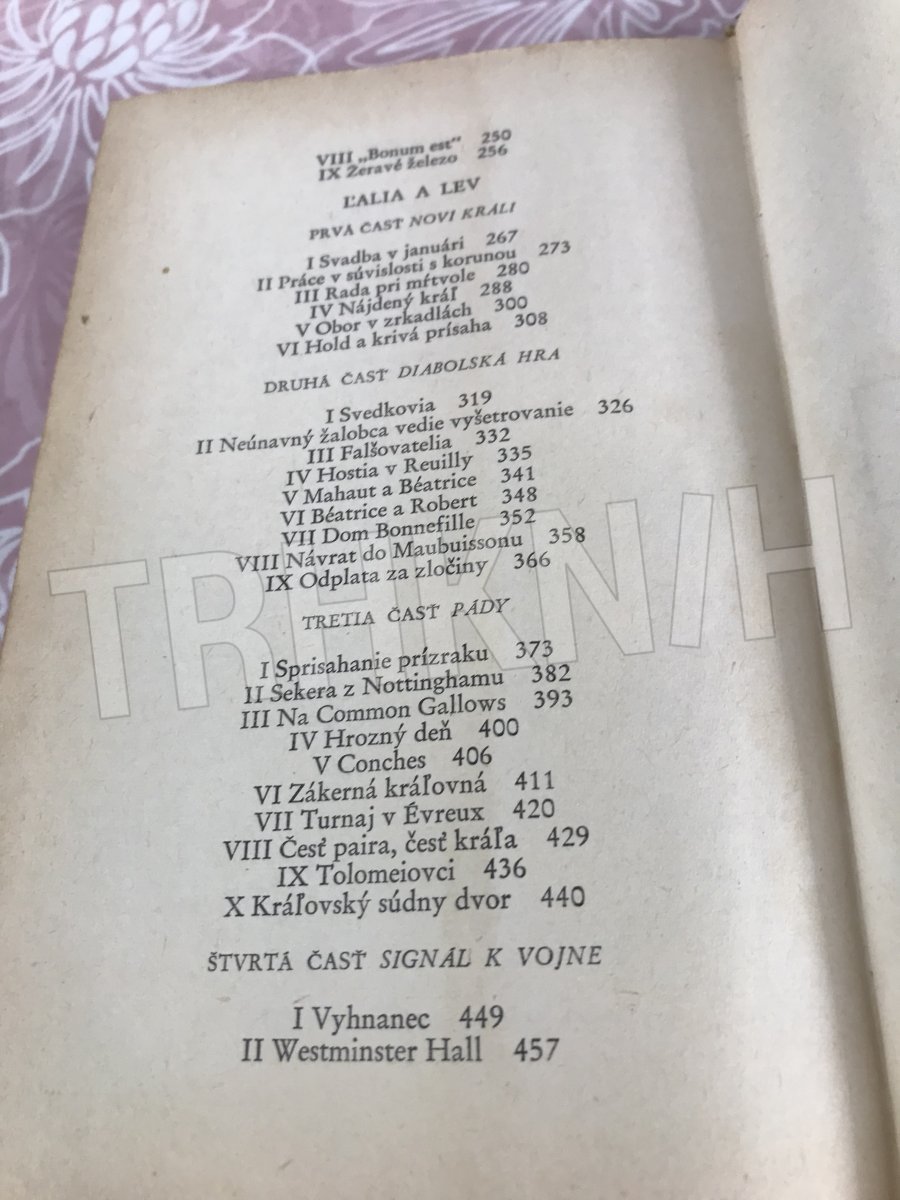 VIII „Bonum est" 250
IX Žeravé železo 256
ĽALIA A LEV
PRVÁ ČASŤ NOVÍ KRÁLI
I Svadba v januári 267
II Práce v súvislosti s korunou 273
III Rada pri mŕtvole 280
IV Nájdený kráľ 288
V Obor v zrkadlách 300
VI Hold a krivá prísaha 308
DRUHÁ ČASŤ DIABOLSKÁ HRA
I Svedkovia 319
II Neúnavný žalobca vedie vyšetrovanie 326
III Falšovatelia 332
IV Hostia v Reuilly 335
V Mahaut a Béatrice 341
VI Béatrice a Robert 348
VII Dom Bonnefille 352
VIII Návrat do Maubuissonu 358
IX Odplata za zločiny 366
TRETIA ČASŤ PÁDY
I Sprisahanie prízraku 373
II Sekera z Nottinghamu 382
III Na Common Gallows 393
IV Hrozný deň 400
V Conches 406
VI Zákerná kráľovná 411
VII Turnaj v Évreux 420
VIII Česť paira, česť kráľa 429
IX Tolomeiovci 436
X Kráľovský súdny dvor 440
ŠTVRTÁ ČASŤ SIGNÁL K VOJNE
I Vyhnanec 449
II Westminster Hall 457
TRHKNIH